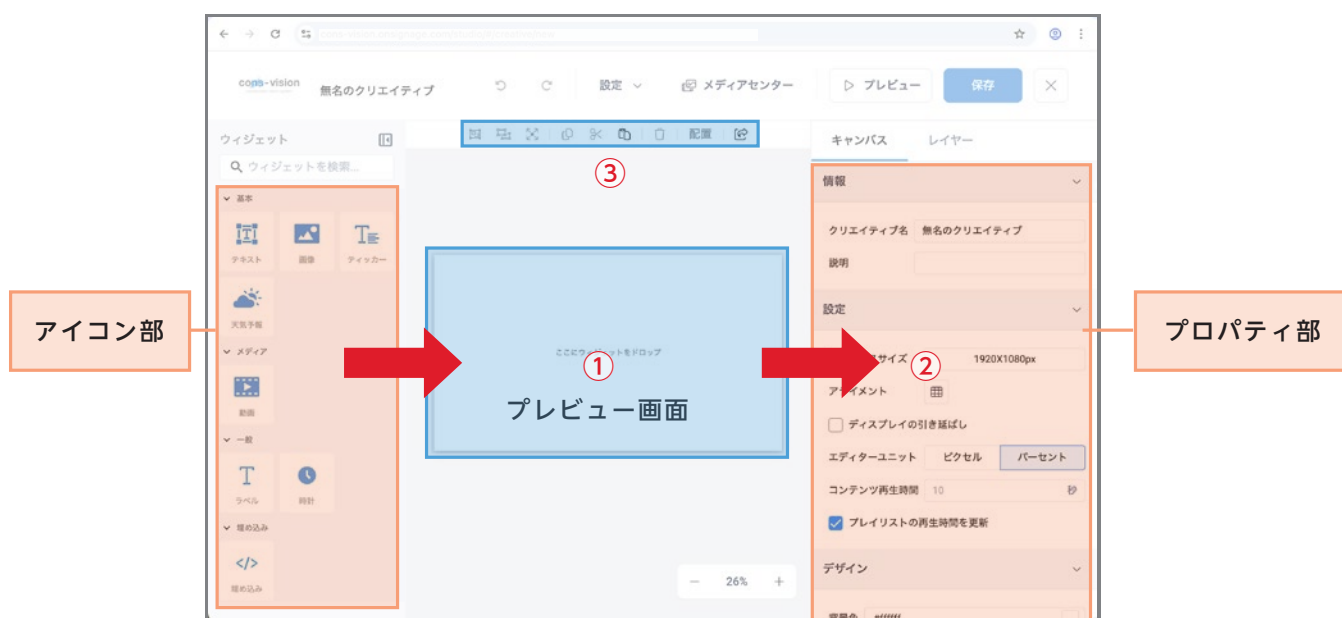 cons-vision
無名のクリエイティブ
設定
メディアセンター
プレビュー
保存
ウィジェット
ウィジェットを検索...
基本
テキスト
画像
ティッカー
天気予報
メディア
動画
一般
ラベル
時計
埋め込み
</>
埋め込み
アイコン部
配置
③
ここにウィジェットをドロップ
①
プレビュー画面
26%
キャンバス
レイヤー
情報
クリエイティブ名
無名のクリエイティブ
説明
設定
サイズ
1920X1080px
②
ディスプレイの引き延ばし
エディターユニット
ピクセル
パーセント
コンテンツ再生時間
10
秒
プレイリストの再生時間を更新
デザイン
プロパティ部